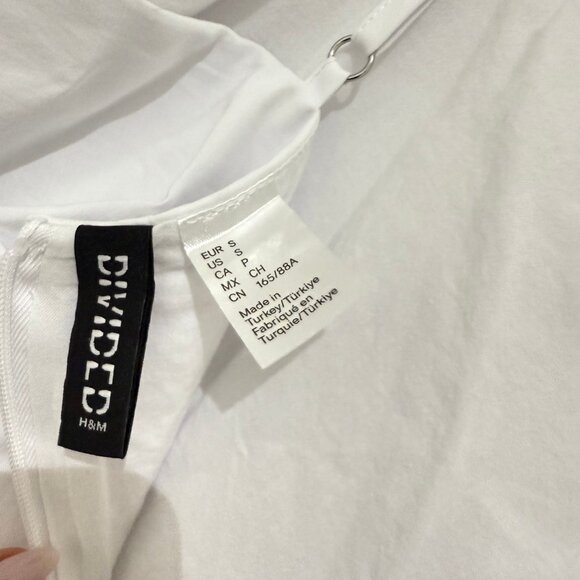 DIVIDED
H&M
EUR S
US S
CA P
MX CH
CN 165/88A
Made in
Turkey/Türkiye
Fabriqué en
Turquie/Türkiye